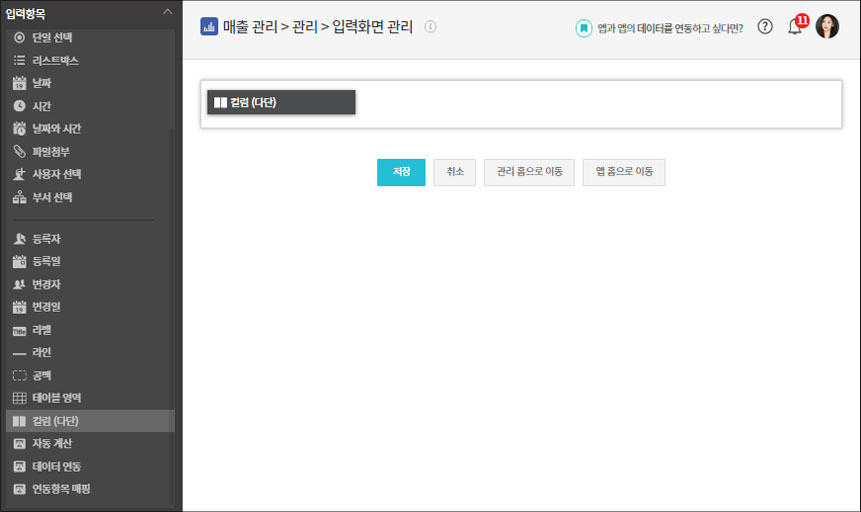 입력항목
단일 선택
리스트박스
19
날짜
시간
날짜와 시간
파일첨부
사용자 선택
부서 선택
등록자
등록일
변경자
19
변경일
Title
라벨
라인
공백
테이블 영역
컬럼 (다단)
자동 계산
데이터 연동
연동항목 매핑
매출 관리 > 관리 > 입력화면 관리
앱과 앱의 데이터를 연동하고 싶다면?
?
11
컬럼 (다단)
저장
취소
관리 홈으로 이동
앱 홈으로 이동